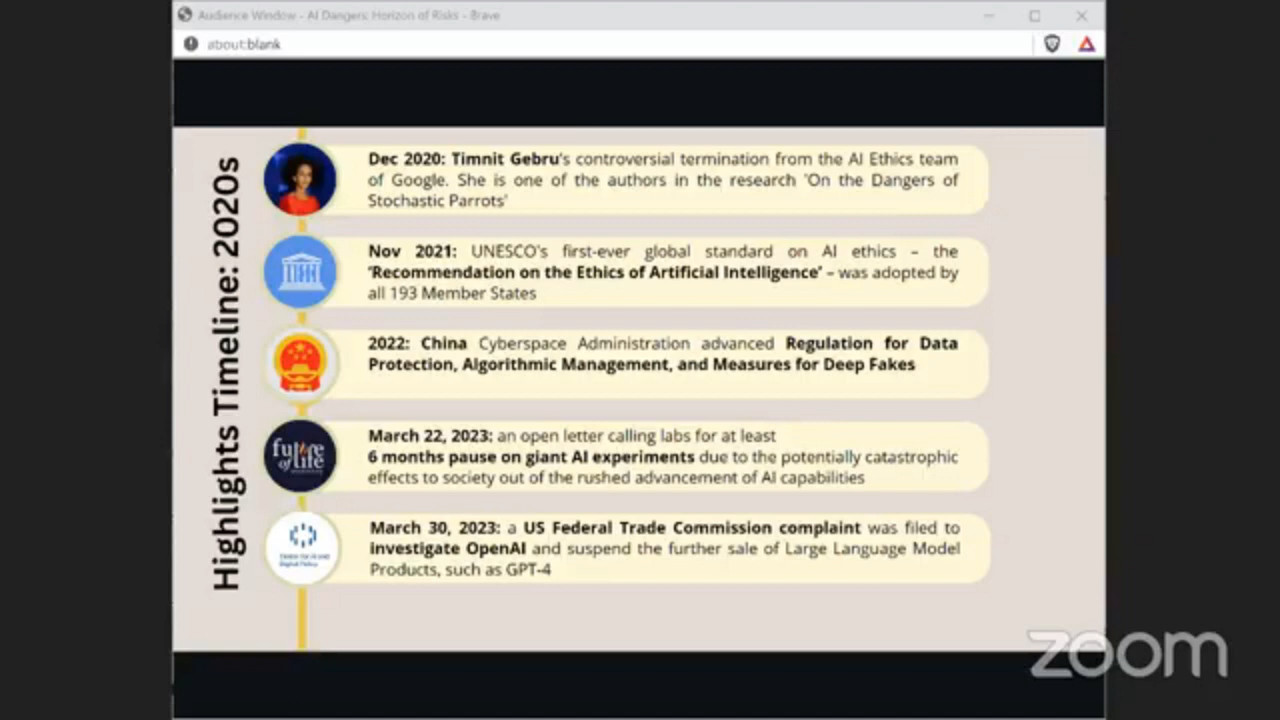 Audience Window - AI Dangers: Horizon of Risks - Brave
about:blank
Highlights Timeline: 2020s
Dec 2020: Timnit Gebru's controversial termination from the AI Ethics team
of Google. She is one of the authors in the research 'On the Dangers of
Stochastic Parrots'
Nov 2021: UNESCO's first-ever global standard on AI ethics – the
'Recommendation on the Ethics of Artificial Intelligence' – was adopted by
all 193 Member States
2022: China Cyberspace Administration advanced Regulation for Data
Protection, Algorithmic Management, and Measures for Deep Fakes
future
of life
March 22, 2023: an open letter calling labs for at least
6 months pause on giant AI experiments due to the potentially catastrophic
effects to society out of the rushed advancement of AI capabilities
Center for AI and
Digital Policy
March 30, 2023: a US Federal Trade Commission complaint was filed to
investigate OpenAI and suspend the further sale of Large Language Model
Products, such as GPT-4
zoom